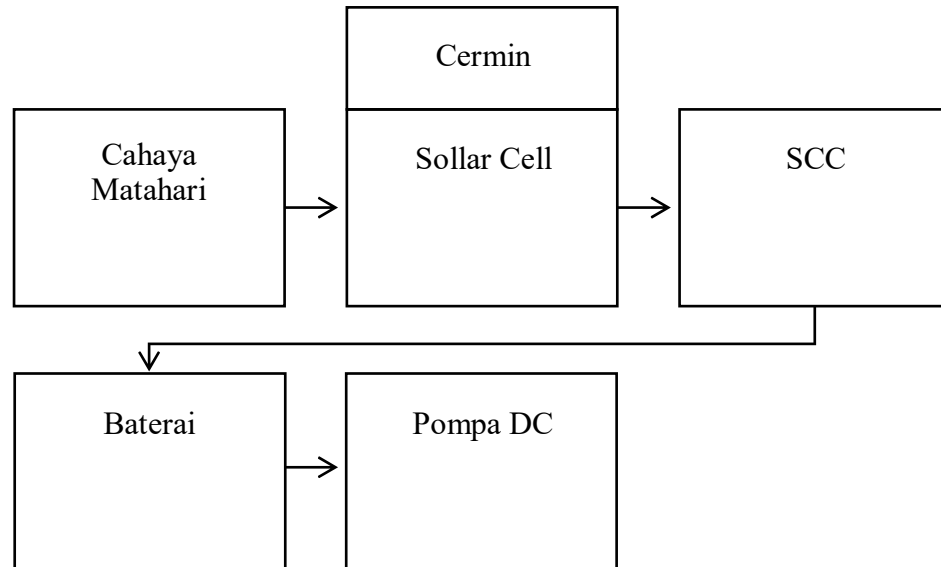 Cermin
Cahaya
Matahari
Sollar Cell
SCC
Baterai
Pompa DC